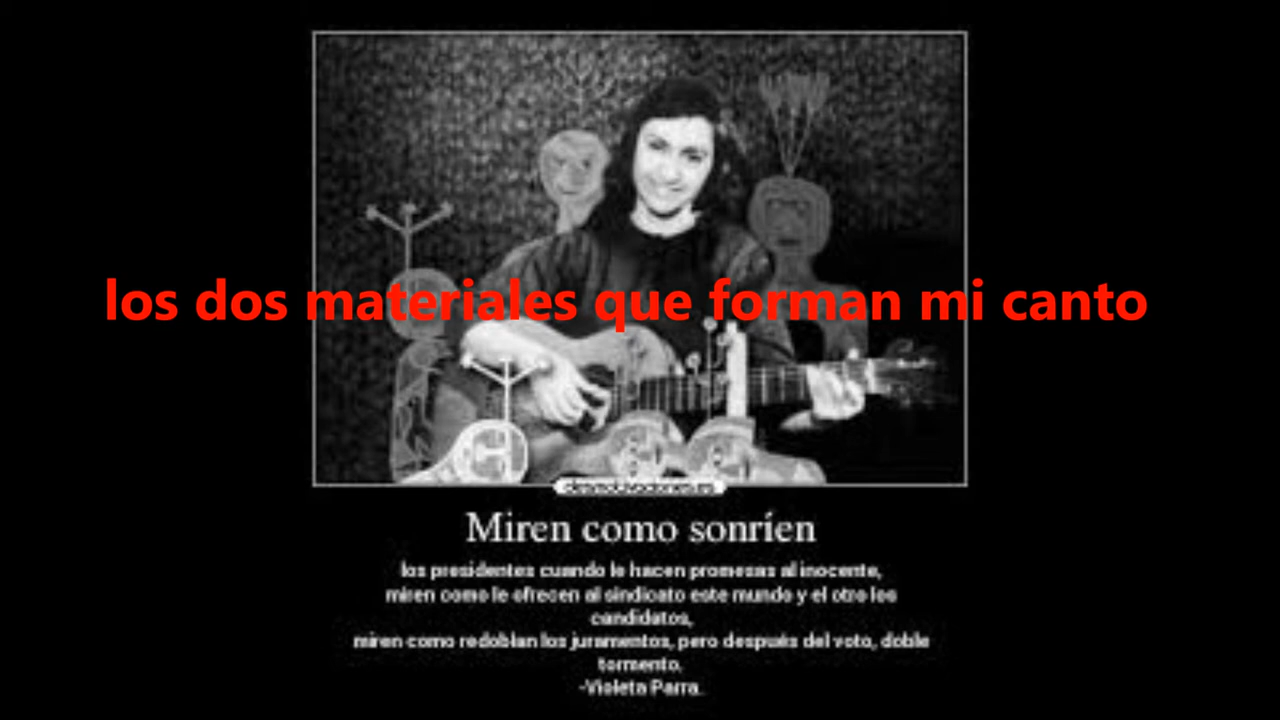 los dos materiales que forman mi canto
desmotivaciones.es
Miren como sonríen
los presidentes cuando le hacen promesas al inocente,
miren como le ofrecen al sindicato este mundo y el otro los
candidatos,
miren como redoblan los juramentos, pero después del voto, doble
tormento.
-Violeta Parra.